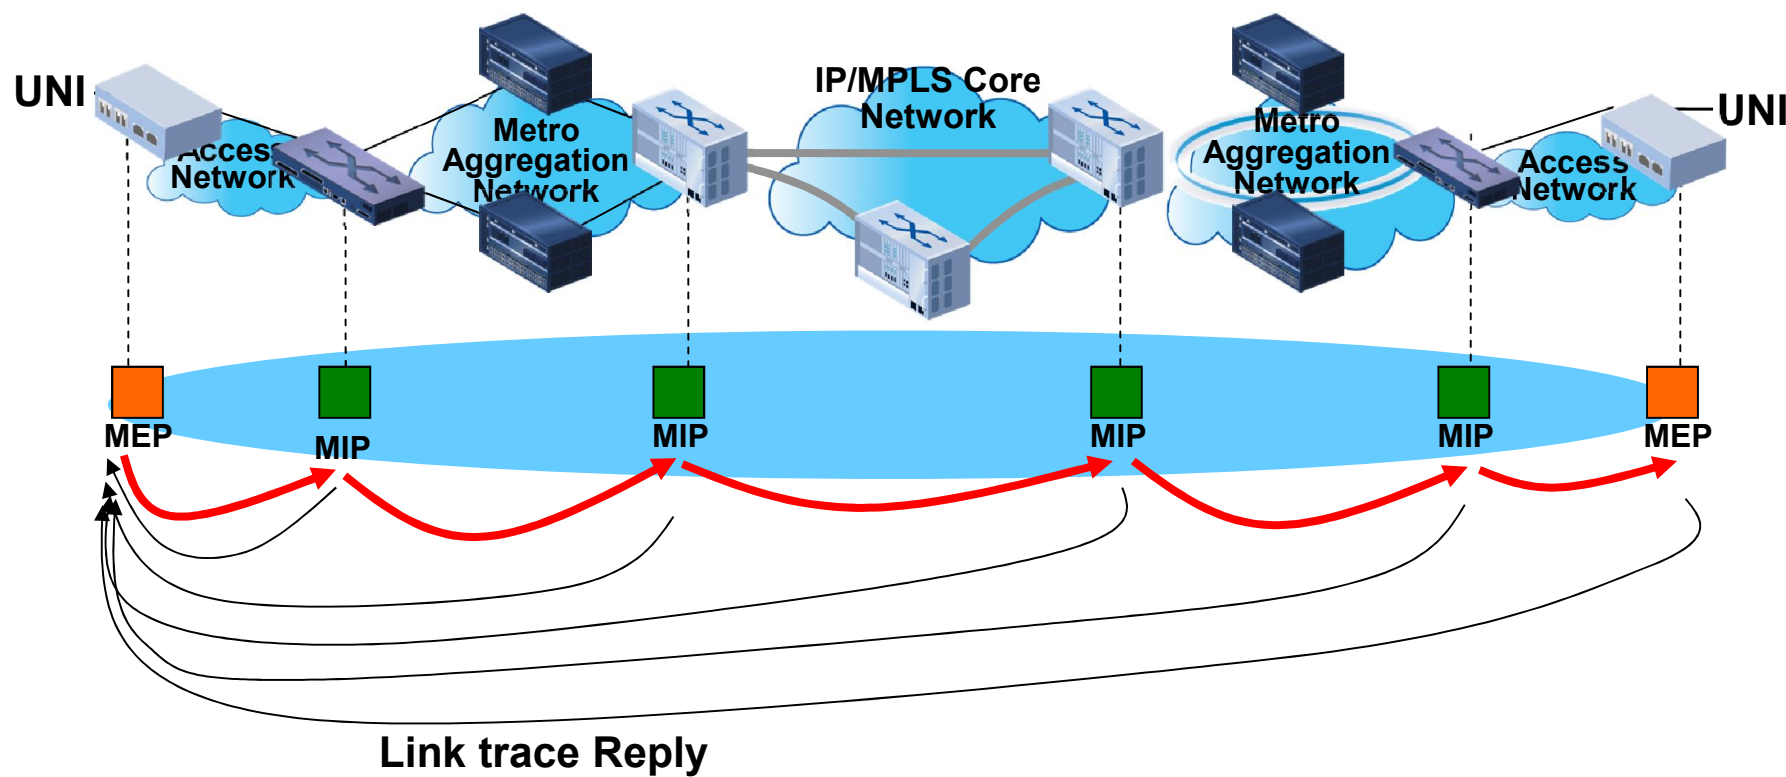 UNI
Access
Network
Metro
Aggregation
Network
IP/MPLS Core
Network
Metro
Aggregation
Network
Access
Network
UNI
MEP
MIP
MIP
MIP
MIP
MEP
Link trace Reply